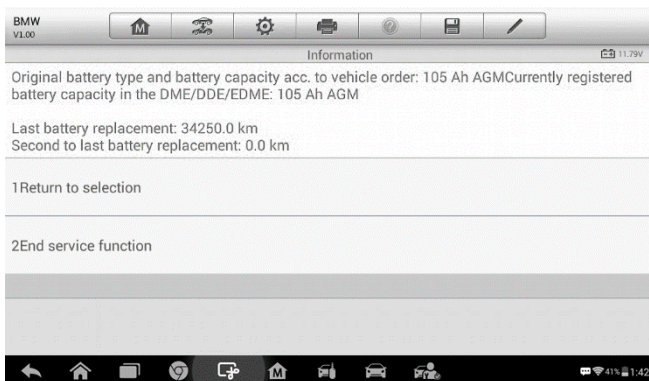 BMW
V1.00
Information
11.79V
Original battery type and battery capacity acc. to vehicle order: 105 Ah AGMCurrently registered
battery capacity in the DME/DDE/EDME: 105 Ah AGM
Last battery replacement: 34250.0 km
Second to last battery replacement: 0.0 km
1Return to selection
2End service function
41% 1:42